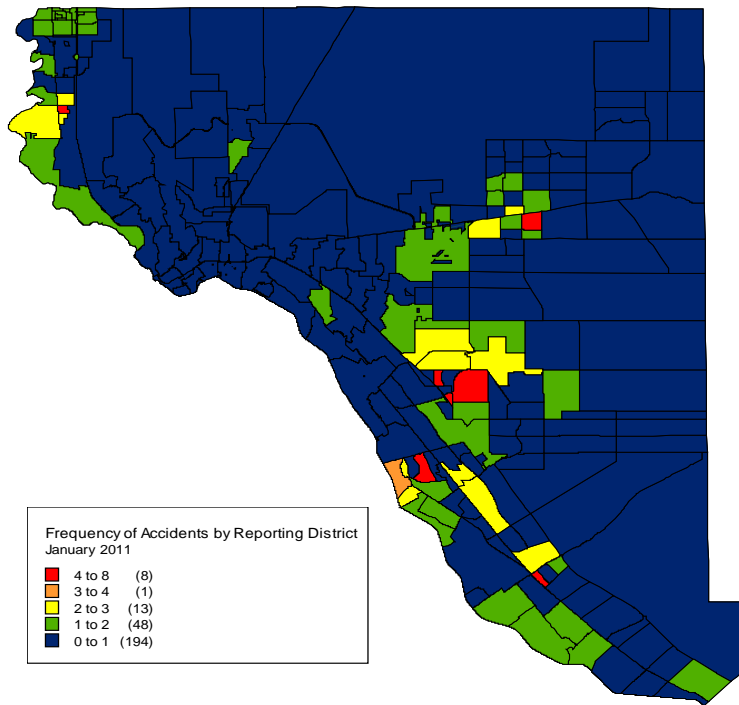 Frequency of Accidents by Reporting District
January 2011
4 to 8 (8)
3 to 4 (1)
2 to 3 (13)
1 to 2 (48)
0 to 1 (194)